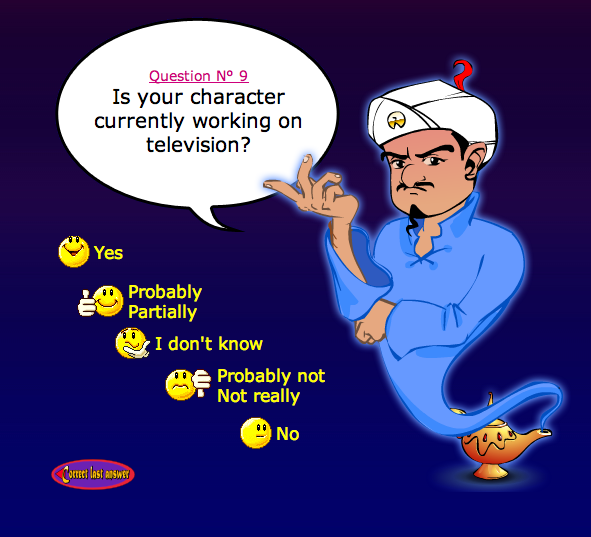 Question N° 9
Is your character
currently working on
television?
Yes
Probably
Partially
I don't know
Probably not
Not really
No
Correct last answer